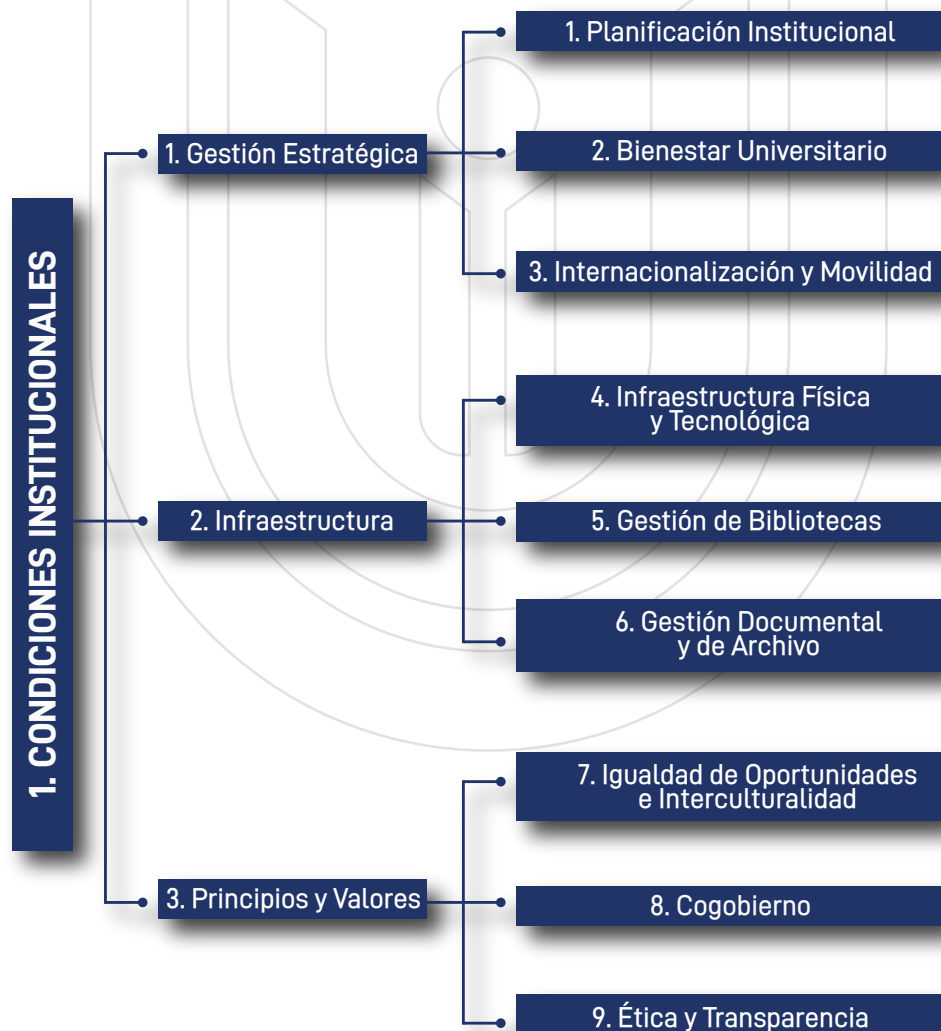 1. CONDICIONES INSTITUCIONALES
1. Gestión Estratégica
1. Planificación Institucional
2. Bienestar Universitario
3. Internacionalización y Movilidad
2. Infraestructura
4. Infraestructura Física
y Tecnológica
5. Gestión de Bibliotecas
6. Gestión Documental
y de Archivo
3. Principios y Valores
7. Igualdad de Oportunidades
e Interculturalidad
8. Cogobierno
9. Ética y Transparencia